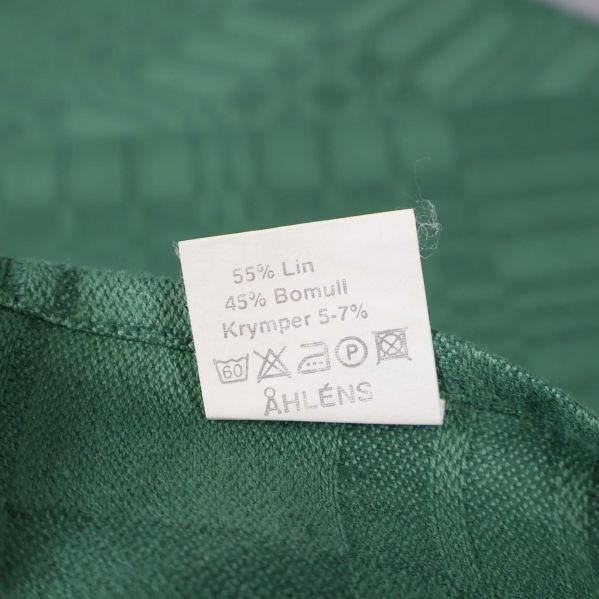 55% Lin
45% Bomull
Krymper 5-7%
60 P
ÅHLÉNS